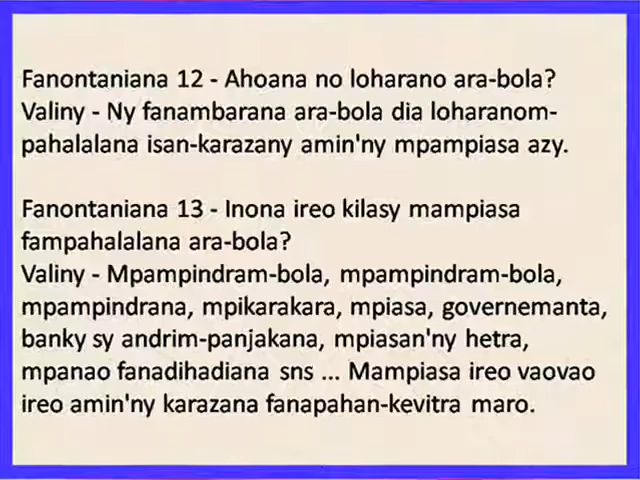 Fanontaniana 12 - Ahoana no loharano ara-bola?
Valiny - Ny fanambarana ara-bola dia loharanom-
pahalalana isan-karazany amin'ny mpampiasa azy.
Fanontaniana 13 - Inona ireo kilasy mampiasa
fampahalalana ara-bola?
Valiny - Mpampindram-bola, mpampindram-bola,
mpampindrana, mpikarakara, mpiasa, governemanta,
banky sy andrim-panjakana, mpiasan'ny hetra,
mpanao fanadihadiana sns ... Mampiasa ireo vaovao
ireo amin'ny karazana fanapahan-kevitra maro.